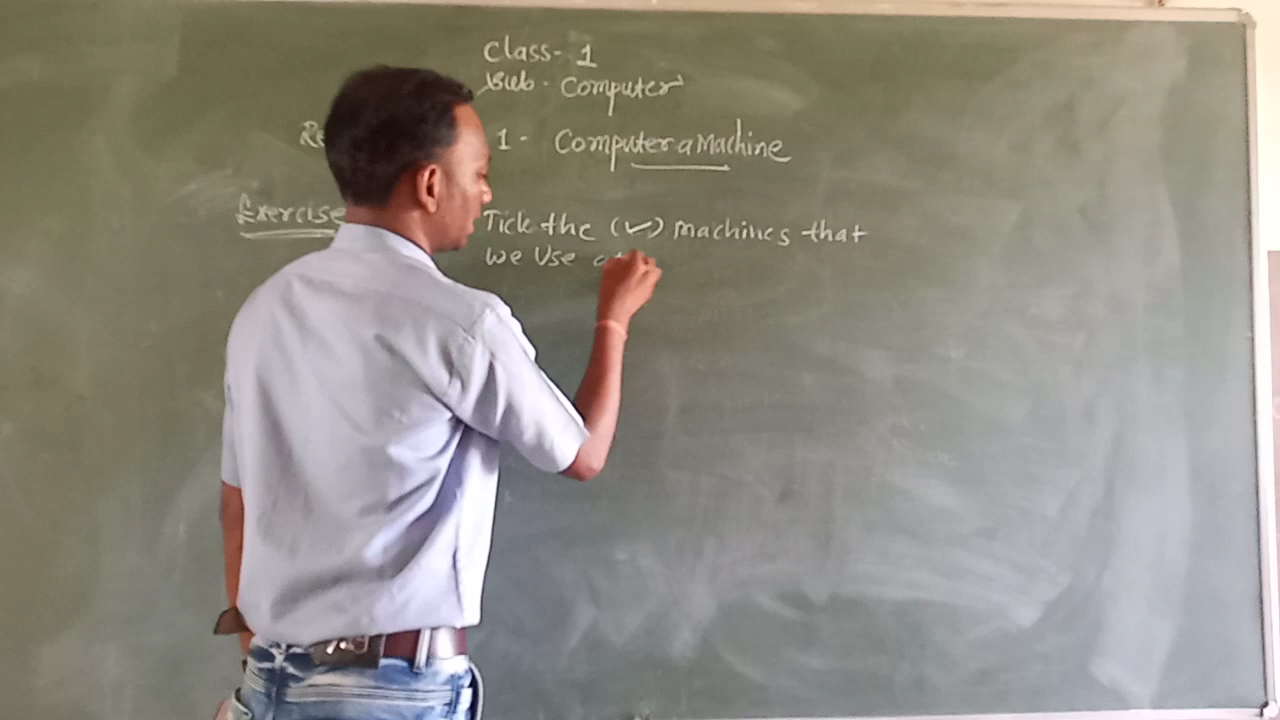 Class- 1
Sub - Computer
1 - Computer a Machine
Exercise
Tick the (✓) machines that
we use